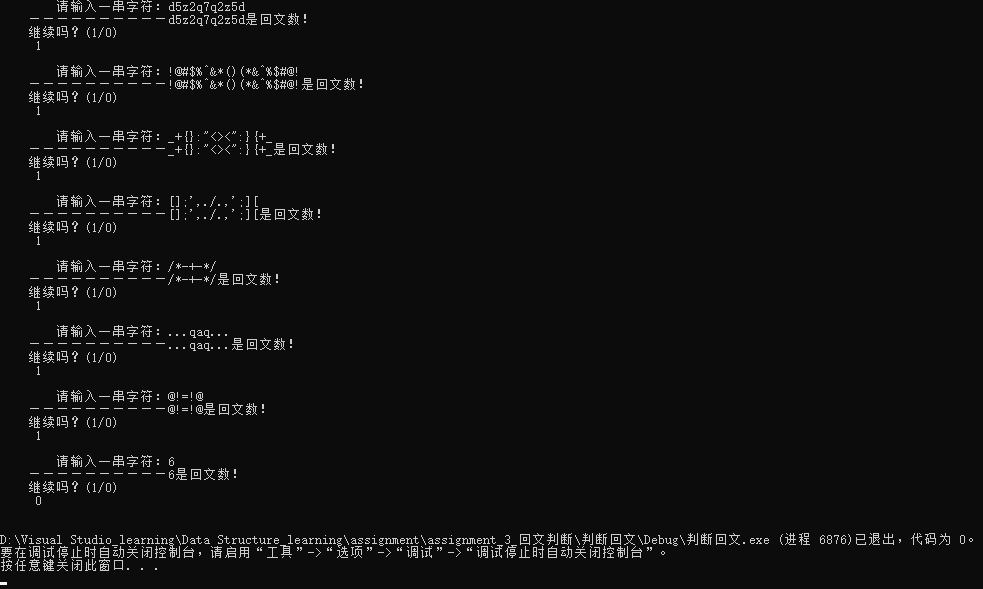 请输入一串字符：d5z2q7q2z5d
－－－－－－－－－－d5z2q7q2z5d是回文数！
继续吗？(1/0)
1
请输入一串字符：!@#$%^&*()(*&^%$#@!
－－－－－－－－－－!@#$%^&*()(*&^%$#@!是回文数！
继续吗？(1/0)
1
请输入一串字符：_+{}:"<><":}{+_
－－－－－－－－－－_+{}:"<><":}{+_是回文数！
继续吗？(1/0)
1
请输入一串字符：[];',./.,';][
－－－－－－－－－－[];',./.,';][是回文数！
继续吗？(1/0)
1
请输入一串字符：/*-+-*/
－－－－－－－－－－/*-+-*/是回文数！
继续吗？(1/0)
1
请输入一串字符：...qaq...
－－－－－－－－－－...qaq...是回文数！
继续吗？(1/0)
1
请输入一串字符：@!=!@
－－－－－－－－－－@!=!@是回文数！
继续吗？(1/0)
1
请输入一串字符：6
－－－－－－－－－－6是回文数！
继续吗？(1/0)
0
D:\Visual Studio_learning\Data Structure_learning\assignment\assignment_3_回文判断\判断回文\Debug\判断回文.exe (进程 6876)已退出，代码为 0。
要在调试停止时自动关闭控制台，请启用“工具”->“选项”->“调试”->“调试停止时自动关闭控制台”。
按任意键关闭此窗口. . .